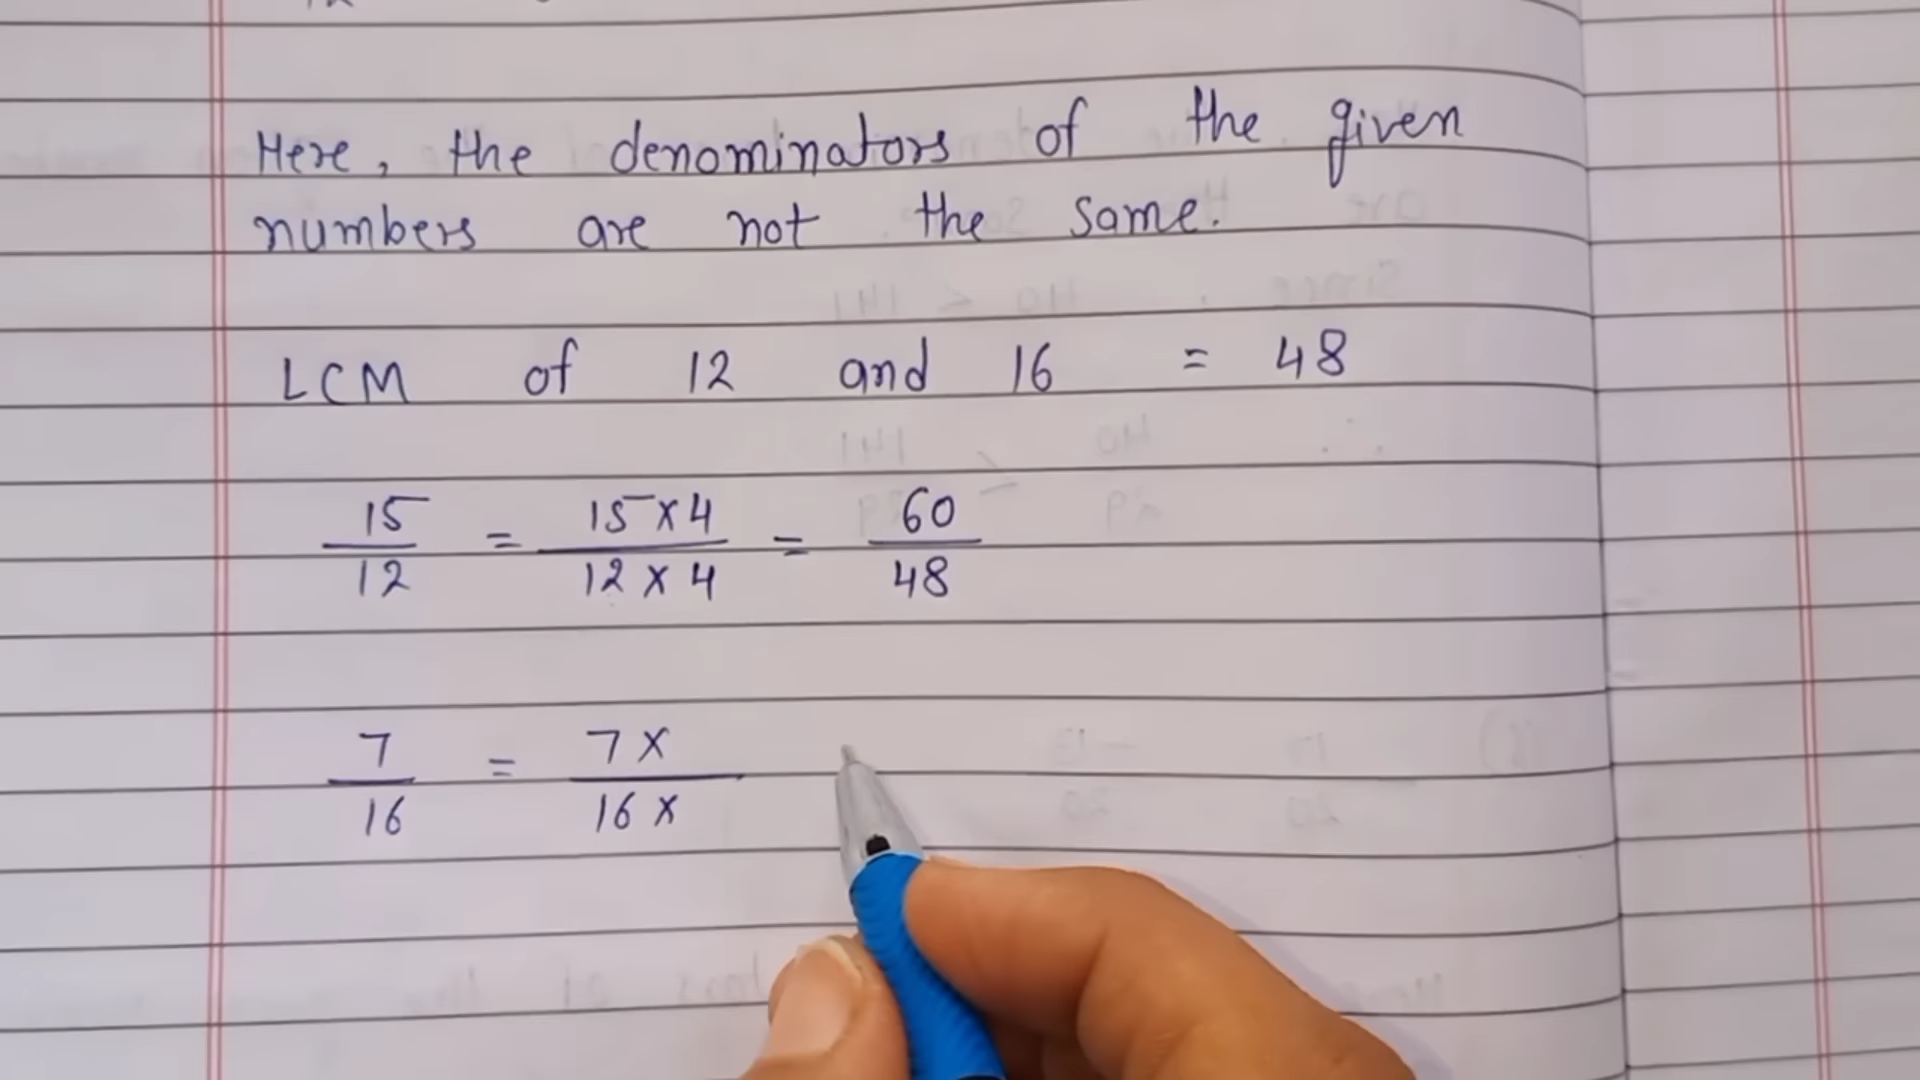 Here, the denominators of the given
numbers are not the same.
LCM of 12 and 16 = 48
15/12 = 15×4/12×4 = 60/48
7/16 = 7×/16×